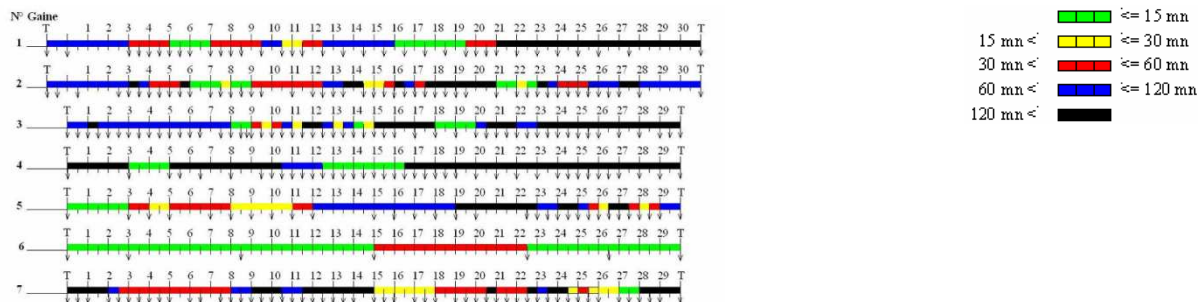 N° Gaine
T 1 2 3 4 5 6 7 8 9 10 11 12 13 14 15 16 17 18 19 20 21 22 23 24 25 26 27 28 29 30 T
1
T 1 2 3 4 5 6 7 8 9 10 11 12 13 14 15 16 17 18 19 20 21 22 23 24 25 26 27 28 29 30 T
2
T 1 2 3 4 5 6 7 8 9 10 11 12 13 14 15 16 17 18 19 20 21 22 23 24 25 26 27 28 29 T
3
T 1 2 3 4 5 6 7 8 9 10 11 12 13 14 15 16 17 18 19 20 21 22 23 24 25 26 27 28 29 T
4
T 1 2 3 4 5 6 7 8 9 10 11 12 13 14 15 16 17 18 19 20 21 22 23 24 25 26 27 28 29 T
5
T 1 2 3 4 5 6 7 8 9 10 11 12 13 14 15 16 17 18 19 20 21 22 23 24 25 26 27 28 29 T
6
T 1 2 3 4 5 6 7 8 9 10 11 12 13 14 15 16 17 18 19 20 21 22 23 24 25 26 27 28 29 T
7
<= 15 mn
15 mn < <= 30 mn
30 mn < <= 60 mn
60 mn < <= 120 mn
120 mn <